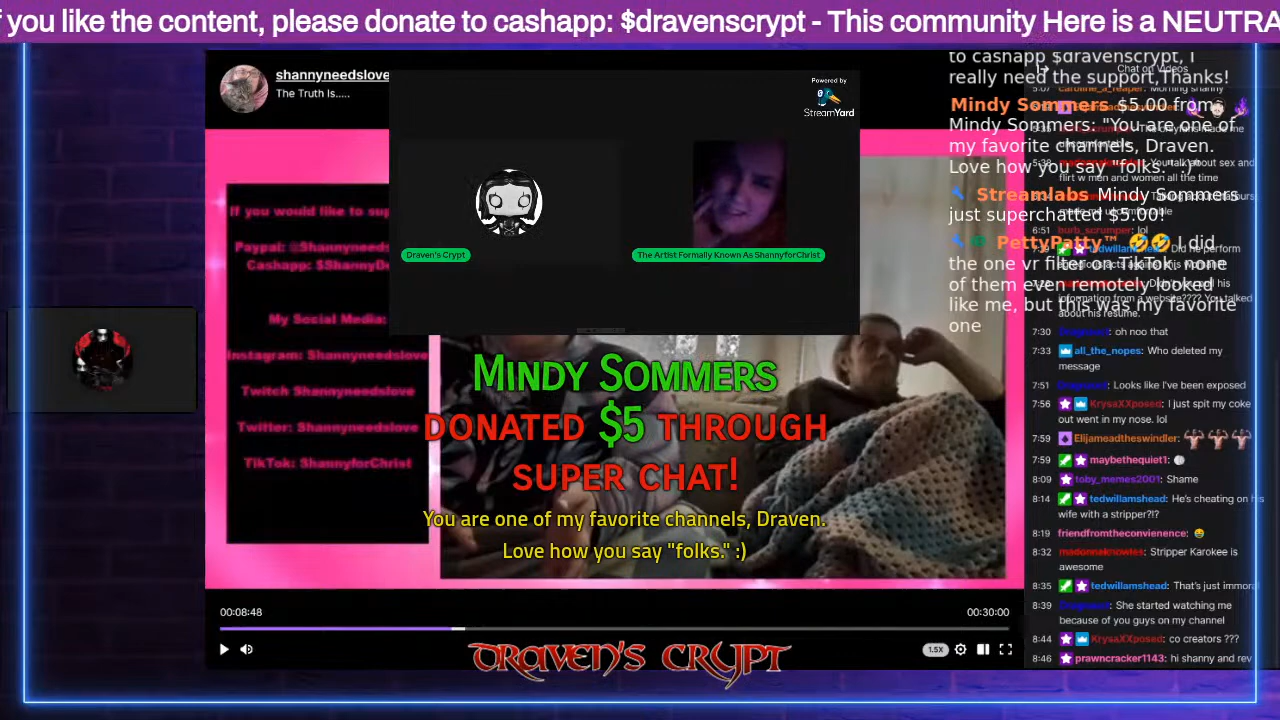 f you like the content, please donate to cashapp: $dravenscrypt - This community Here is a NEUTRA
shannyneedslove
The Truth Is.....
Powered by
StreamYard
Draven's Crypt
The Artist Formally Known As ShannyforChrist
If you would like to sup
Paypal: @Shannyneeds
Cashapp: $ShannyDe
My Social Media:
Instagram: Shannyneedslove
Twitch Shannyneedslove
Twitter: Shannyneedslove
TikTok: ShannyforChrist
Mindy Sommers
donated $5 through
super chat!
You are one of my favorite channels, Draven.
Love how you say "folks." :)
00:08:48
00:30:00
1.5X
DRAVEN'S CRYPT
to cashapp $dravenscrypt, I
really need the support,Thanks!
Mindy Sommers $5.00 from
Mindy Sommers: "You are one of
my favorite channels, Draven.
Love how you say "folks." :)"
Streamlabs Mindy Sommers
just superchatted $5.00!
PettyPatty™ 🤣🤣 I did
the one vr filter on TikTok, none
of them even remotely looked
like me, but this was my favorite
one
Chat on Videos
7:30 oh noo that
7:33 all_the_nopes: Who deleted my
message
7:51 Looks like I've been exposed
7:56 KrysaXXposed: I just spit my coke
out went in my nose. lol
7:59 Elijameadtheswindler:
7:59 maybethequiet1:
8:09 toby_memes2001: Shame
8:14 tedwillamshead: He's cheating on his
wife with a stripper?!?
8:19 friendfromtheconvienence:
8:32 madonnaknowles: Stripper Karokee is
awesome
8:35 tedwillamshead: That's just immoral
8:39 She started watching me
because of you guys on my channel
8:44 KrysaXXposed: co creators ???
8:46 prawncracker1143: hi shanny and rev